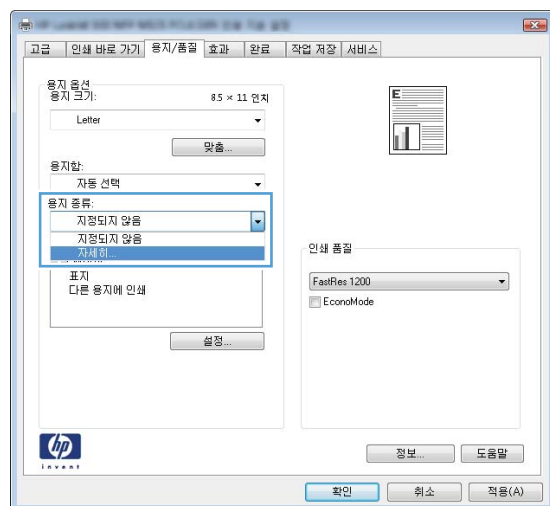 고급 인쇄 바로 가기 용지/품질 효과 완료 작업 저장 서비스
용지 옵션
용지 크기: 8.5 × 11 인치
Letter
맞춤...
용지함:
자동 선택
용지 종류:
지정되지 않음
지정되지 않음
자세히...
표지
다른 용지에 인쇄
설정...
E
인쇄 품질
FastRes 1200
EconoMode
hp
invent
정보... 도움말
확인 취소 적용(A)